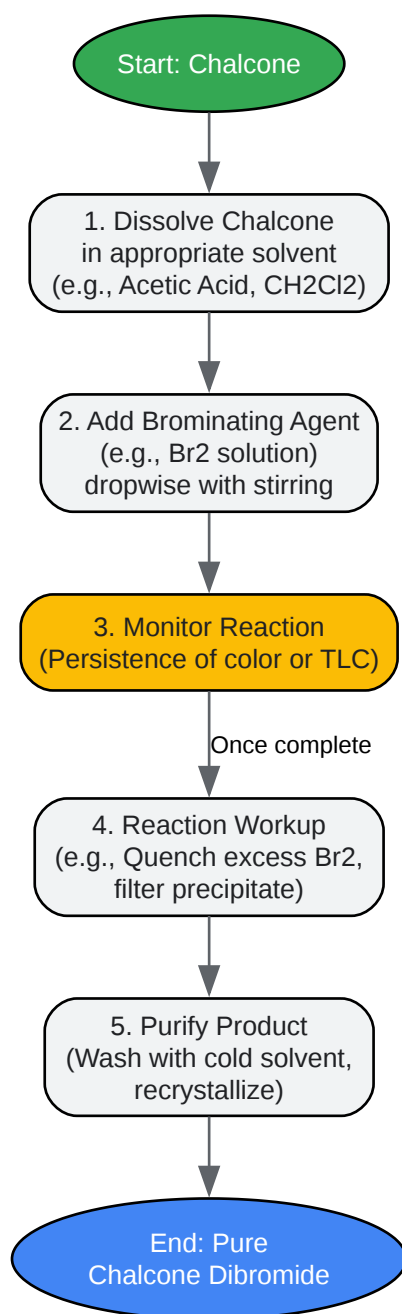 Start: Chalcone
1. Dissolve Chalcone
in appropriate solvent
(e.g., Acetic Acid, CH2Cl2)
2. Add Brominating Agent
(e.g., Br2 solution)
dropwise with stirring
3. Monitor Reaction
(Persistence of color or TLC)
Once complete
4. Reaction Workup
(e.g., Quench excess Br2,
filter precipitate)
5. Purify Product
(Wash with cold solvent,
recrystallize)
End: Pure
Chalcone Dibromide